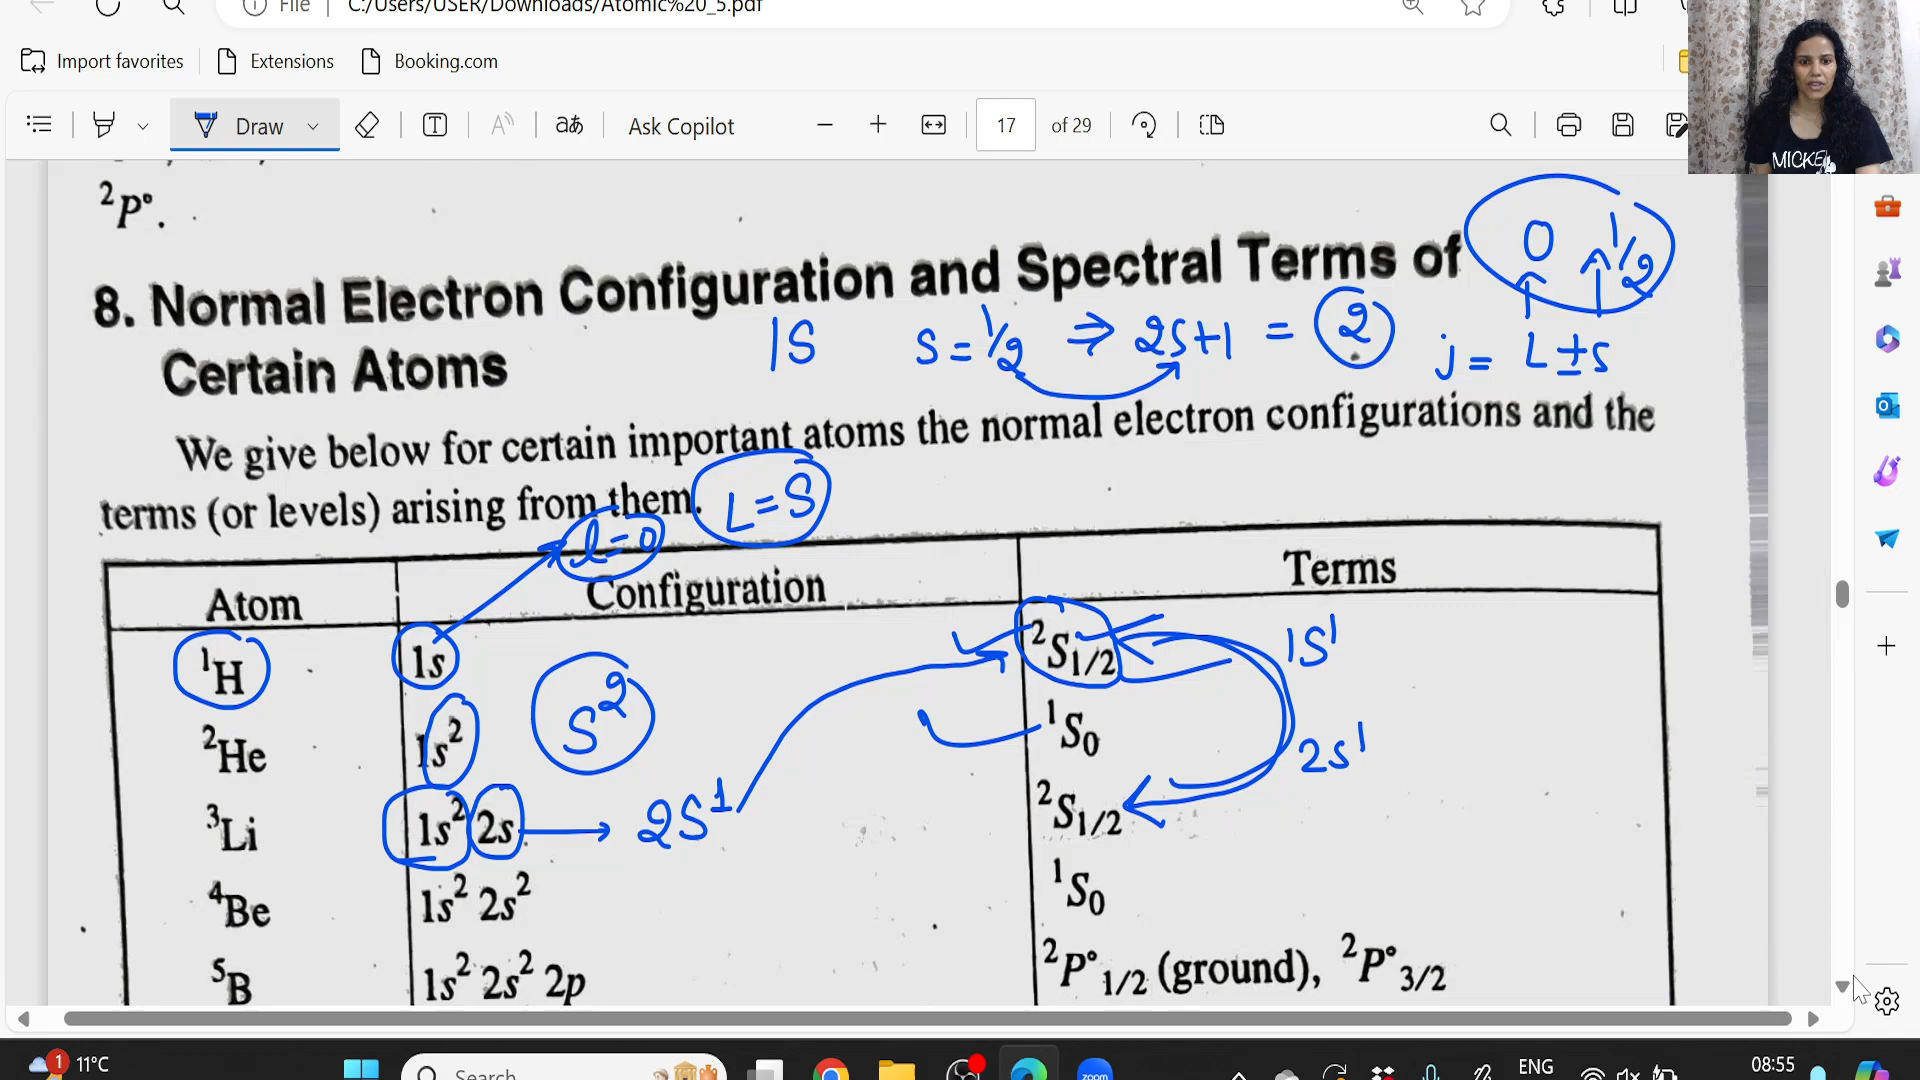 File C:/Users/USER/Downloads/Atomic%20_5.pdf
Import favorites Extensions Booking.com
Draw T A aあ Ask Copilot 17 of 29
MICKE
²P°.
8. Normal Electron Configuration and Spectral Terms of
Certain Atoms
0 1/2
1S S = 1/2 ⇒ 2s+1 = 2 j = L ± s
We give below for certain important atoms the normal electron configurations and the
terms (or levels) arising from them. L = S
l=0
Atom Configuration Terms
¹H 1s ²S1/2 1S¹
S²
²He 1s² ¹S0 2s¹
³Li 1s² 2s 2S¹ ²S1/2
⁴Be 1s² 2s² ¹S0
⁵B 1s² 2s² 2p ²P°1/2 (ground), ²P°3/2
1 11°C Search zoom ENG 08:55